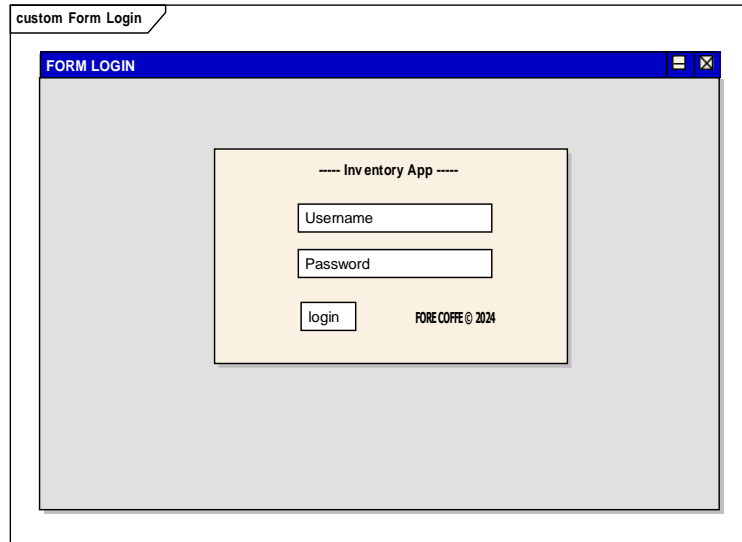 custom Form Login
FORM LOGIN
----- Inventory App -----
Username
Password
login
FORE COFFE © 2024